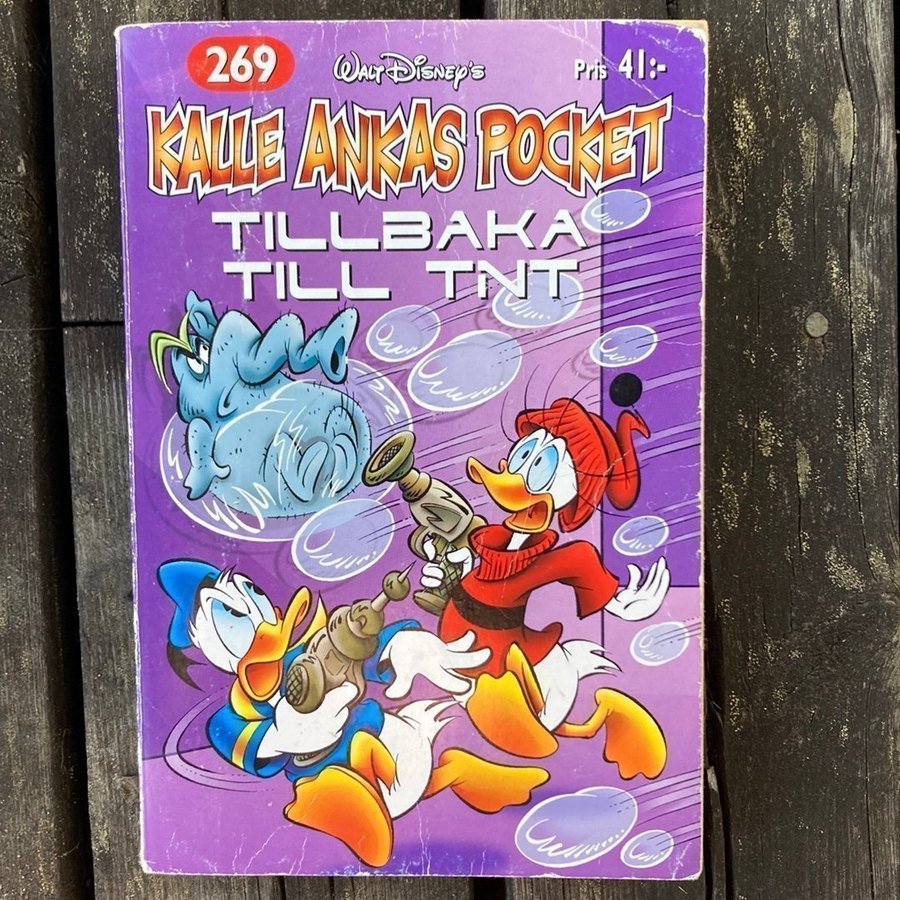 269
Walt Disney's
Pris 41:-
KALLE ANKAS POCKET
TILLBAKA
TILL TNT